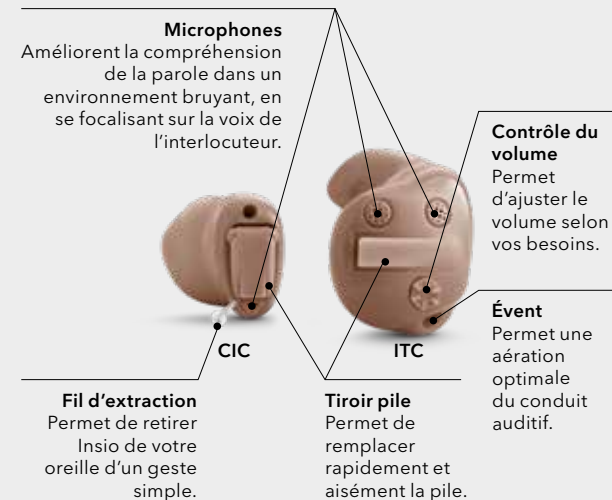 Microphones
Améliorent la compréhension
de la parole dans un
environnement bruyant, en
se focalisant sur la voix de
l’interlocuteur.
Contrôle du
volume
Permet
d’ajuster le
volume selon
vos besoins.
CIC
ITC
Évent
Permet une
aération
optimale
du conduit
auditif.
Fil d’extraction
Permet de retirer
Insio de votre
oreille d’un geste
simple.
Tiroir pile
Permet de
remplacer
rapidement et
aisément la pile.